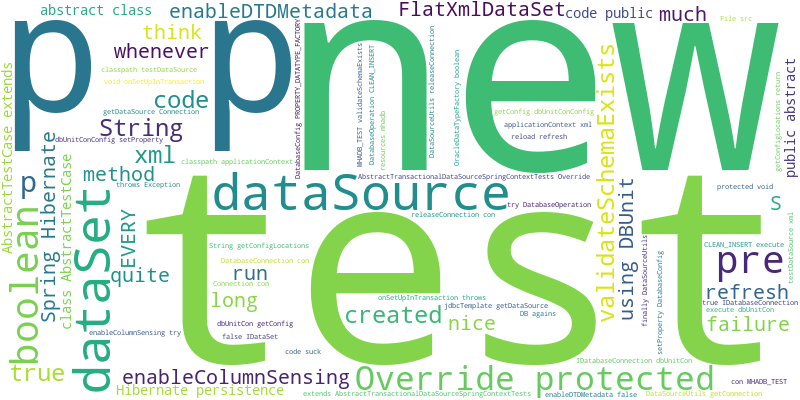 abstract class
enableDTDMetadata
FlatXmlDataSet
code public
much
File src
p
p
new
think
whenever
classpath testDataSource
void onSetUpInTransaction
code
getDataSource Connection
String
dbUnitConConfig setProperty
xml
classpath applicationContext
method
throws Exception
p
AbstractTestCase extends
Spring Hibernate
class AbstractTestCase
boolean
dataSet
EVERY
quite
true
enableColumnSensing try
Hibernate persistence
enableColumnSensing
DatabaseConfig PROPERTY_DATATYPE_FACTORY
WHADB_TEST validateSchemaExists
DatabaseOperation CLEAN_INSERT
resources mhadb
DataSourceUtils releaseConnection
OracleDataTypeFactory boolean
getConfig dbUnitConConfig
applicationContext xml
reload refresh
getConfigLocations return
public abstract
AbstractTransactionalDataSourceSpringContextTests Override
dataSource
try DatabaseOperation
releaseConnection con
protected void
S
test
String getConfigLocations
DatabaseConnection con
run
Connection con
long
onSetUpInTransaction throws
jdbcTemplate getDataSource
created
DB agains
nice
dbUnitCon getConfig
false IDataSet
code suck
validateSchemaExists
using DBUnit
finally DataSourceUtils
setProperty DatabaseConfig
CLEAN_INSERT execute
pre
testDataSource xml
true IDatabaseConnection
refresh
execute dbUnitCon
failure
IDatabaseConnection dbUnitCon
Override protected
con WHADB_TEST
extends AbstractTransactionalDataSourceSpringContextTests
enableDTDMetadata false
DataSourceUtils getConnection